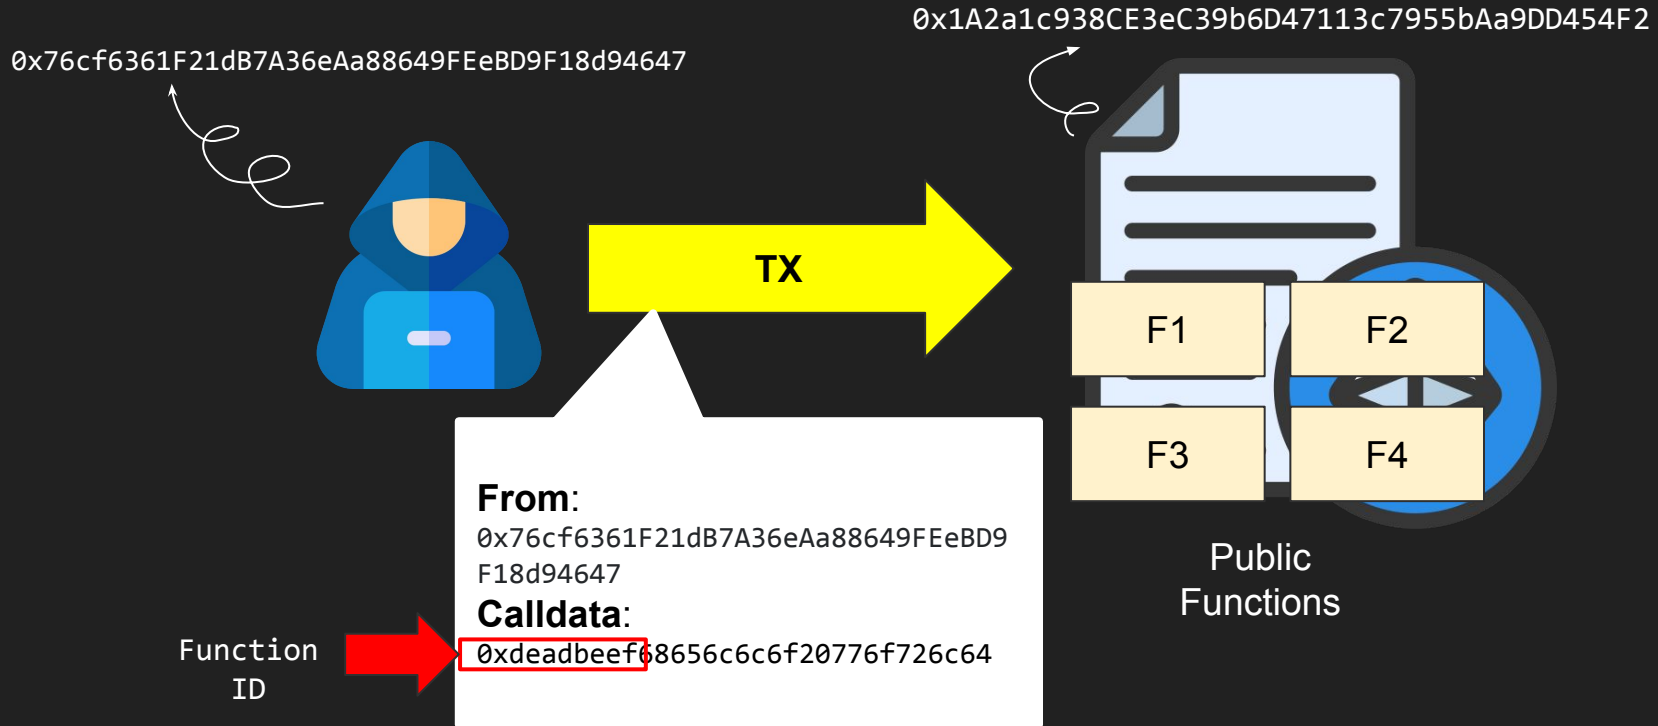 0x1A2a1c938CE3eC39b6D47113c7955bAa9DD454F2
0x76cf6361F21dB7A36eAa88649FEeBD9F18d94647
TX
F1
F2
F3
F4
Public
Functions
From:
0x76cf6361F21dB7A36eAa88649FEeBD9
F18d94647
Calldata:
0xdeadbeef68656c6c6f20776f726c64
Function
ID